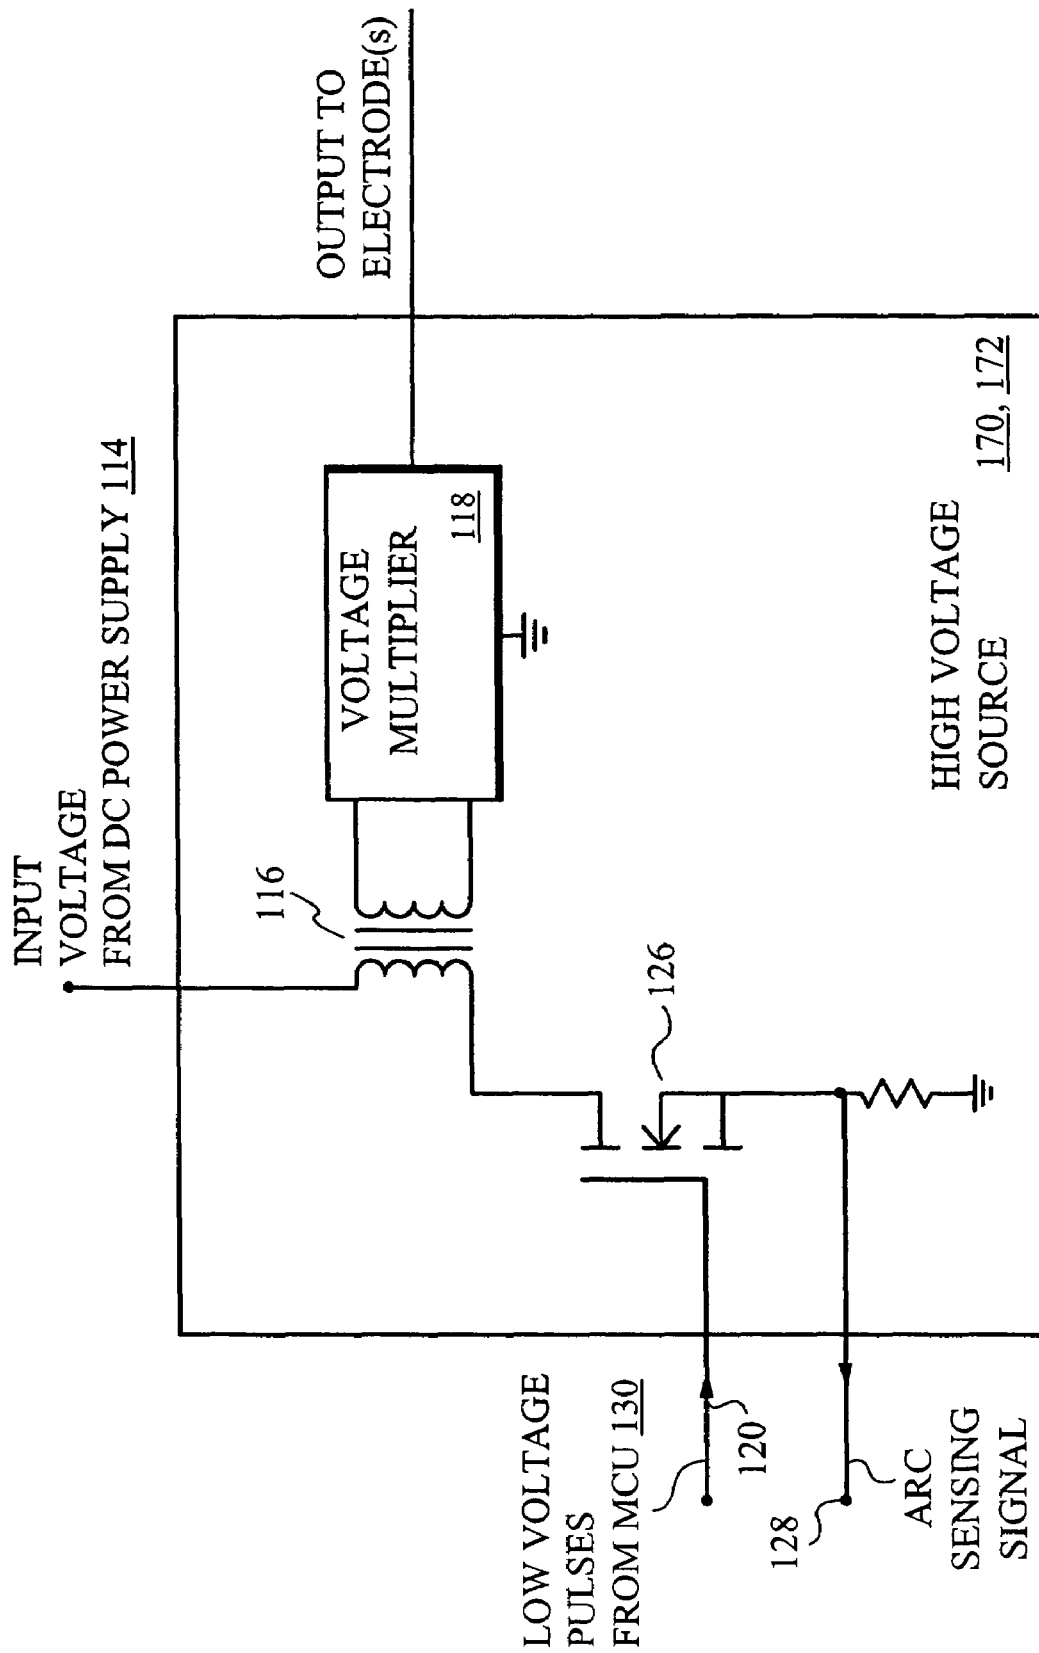 INPUT
VOLTAGE
FROM DC POWER SUPPLY 114
OUTPUT TO
ELECTRODE(s)
116
VOLTAGE
MULTIPLIER
118
126
LOW VOLTAGE
PULSES
FROM MCU 130
120
128
ARC
SENSING
SIGNAL
HIGH VOLTAGE
SOURCE
170, 172